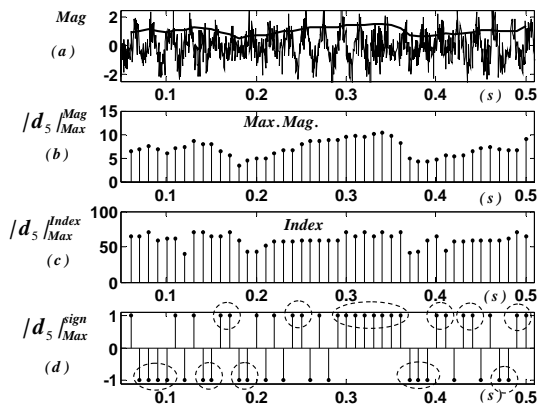 Mag
2
0
-2
(a)
0.1 0.2 0.3 0.4 0.5
(s)
|d5|Mag Max
(b)
15
10
5
0
Max.Mag.
0.1 0.2 0.3 0.4 0.5
(s)
|d5|Index Max
(c)
100
50
0
Index
0.1 0.2 0.3 0.4 0.5
(s)
|d5|sign Max
(d)
1
0
-1
0.1 0.2 0.3 0.4 0.5
(s)